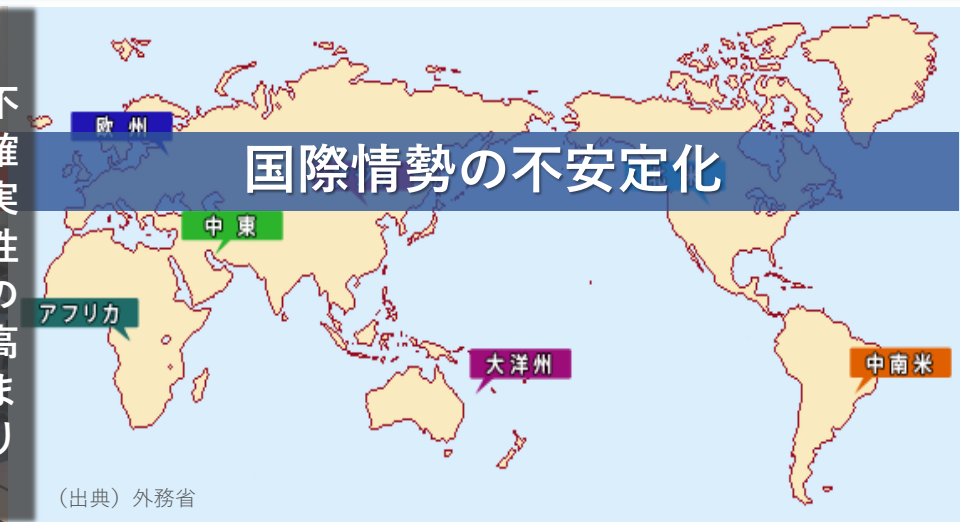 不確実性の高まり
欧州
国際情勢の不安定化
中東
アフリカ
大洋州
中南米
（出典）外務省